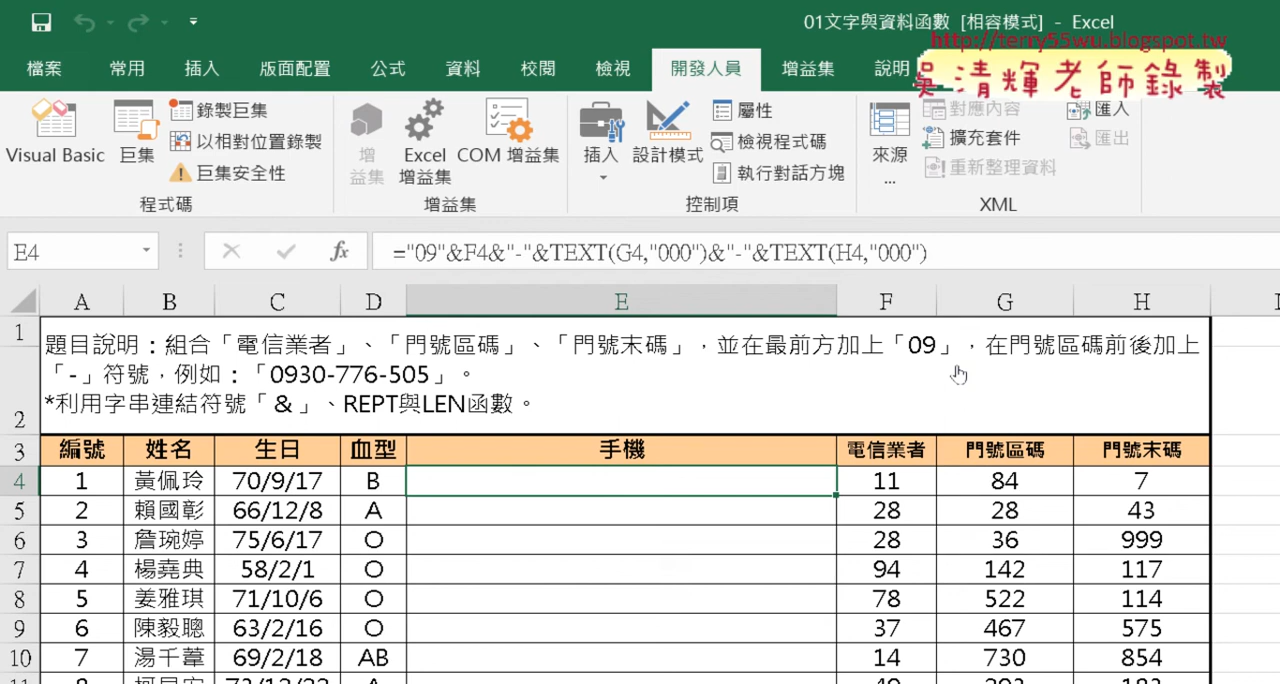 01文字與資料函數 [相容模式] - Excel
http://terry55wu.blogspot.tw
吳清輝老師錄製
檔案 常用 插入 版面配置 公式 資料 校閱 檢視 開發人員 增益集 說明
Visual Basic 巨集 錄製巨集 以相對位置錄製 巨集安全性
增益集 Excel 增益集 COM 增益集
插入 設計模式 屬性 檢視程式碼 執行對話方塊
來源... 對應內容 擴充套件 重新整理資料 匯入 匯出
程式碼 增益集 控制項 XML
E4 fx ="09"&F4&"-"&TEXT(G4,"000")&"-"&TEXT(H4,"000")
A B C D E F G H
1 題目說明：組合「電信業者」、「門號區碼」、「門號末碼」，並在最前方加上「09」，在門號區碼前後加上
「-」符號，例如：「0930-776-505」。
2 *利用字串連結符號「&」、REPT與LEN函數。
3 編號 姓名 生日 血型 手機 電信業者 門號區碼 門號末碼
4 1 黃佩玲 70/9/17 B 11 84 7
5 2 賴國彰 66/12/8 A 28 28 43
6 3 詹琬婷 75/6/17 O 28 36 999
7 4 楊堯典 58/2/1 O 94 142 117
8 5 姜雅琪 71/10/6 O 78 522 114
9 6 陳毅聰 63/2/16 O 37 467 575
10 7 湯千葦 69/2/18 AB 14 730 854